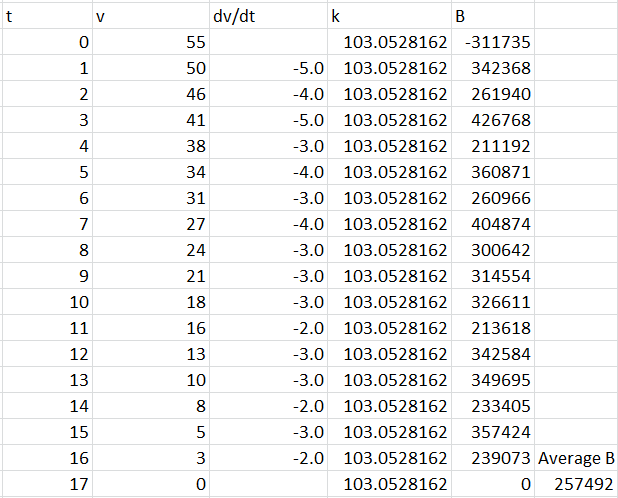 t v dv/dt k B
0 55 103.0528162 -311735
1 50 -5.0 103.0528162 342368
2 46 -4.0 103.0528162 261940
3 41 -5.0 103.0528162 426768
4 38 -3.0 103.0528162 211192
5 34 -4.0 103.0528162 360871
6 31 -3.0 103.0528162 260966
7 27 -4.0 103.0528162 404874
8 24 -3.0 103.0528162 300642
9 21 -3.0 103.0528162 314554
10 18 -3.0 103.0528162 326611
11 16 -2.0 103.0528162 213618
12 13 -3.0 103.0528162 342584
13 10 -3.0 103.0528162 349695
14 8 -2.0 103.0528162 233405
15 5 -3.0 103.0528162 357424
16 3 -2.0 103.0528162 239073 Average B
17 0 103.0528162 0 257492